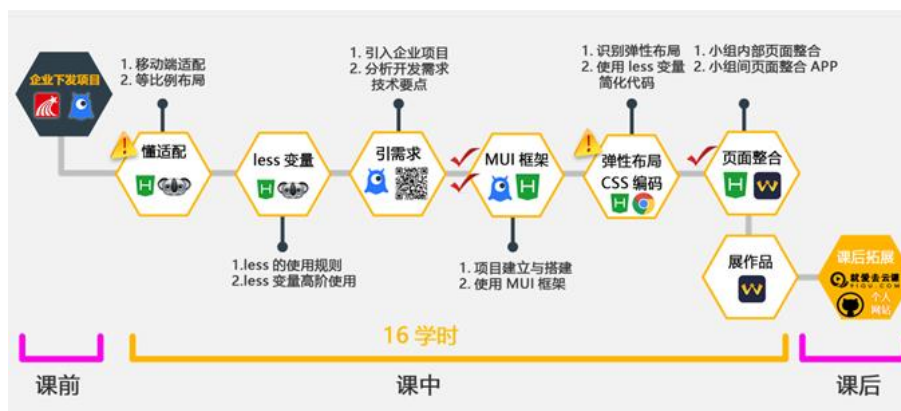 企业下发项目
1. 移动端适配
2. 等比例布局
懂适配
less 变量
1.less 的使用规则
2.less 变量高阶使用
1. 引入企业项目
2. 分析开发需求
技术要点
引需求
MUI 框架
1. 项目建立与搭建
2. 使用 MUI 框架
1. 识别弹性布局
2. 使用 less 变量
简化代码
弹性布局
CSS 编码
1. 小组内部页面整合
2. 小组间页面整合 APP
页面整合
展作品
课后拓展
就爱去云课
PIQU.COM
个人
网站
16 学时
课前
课中
课后